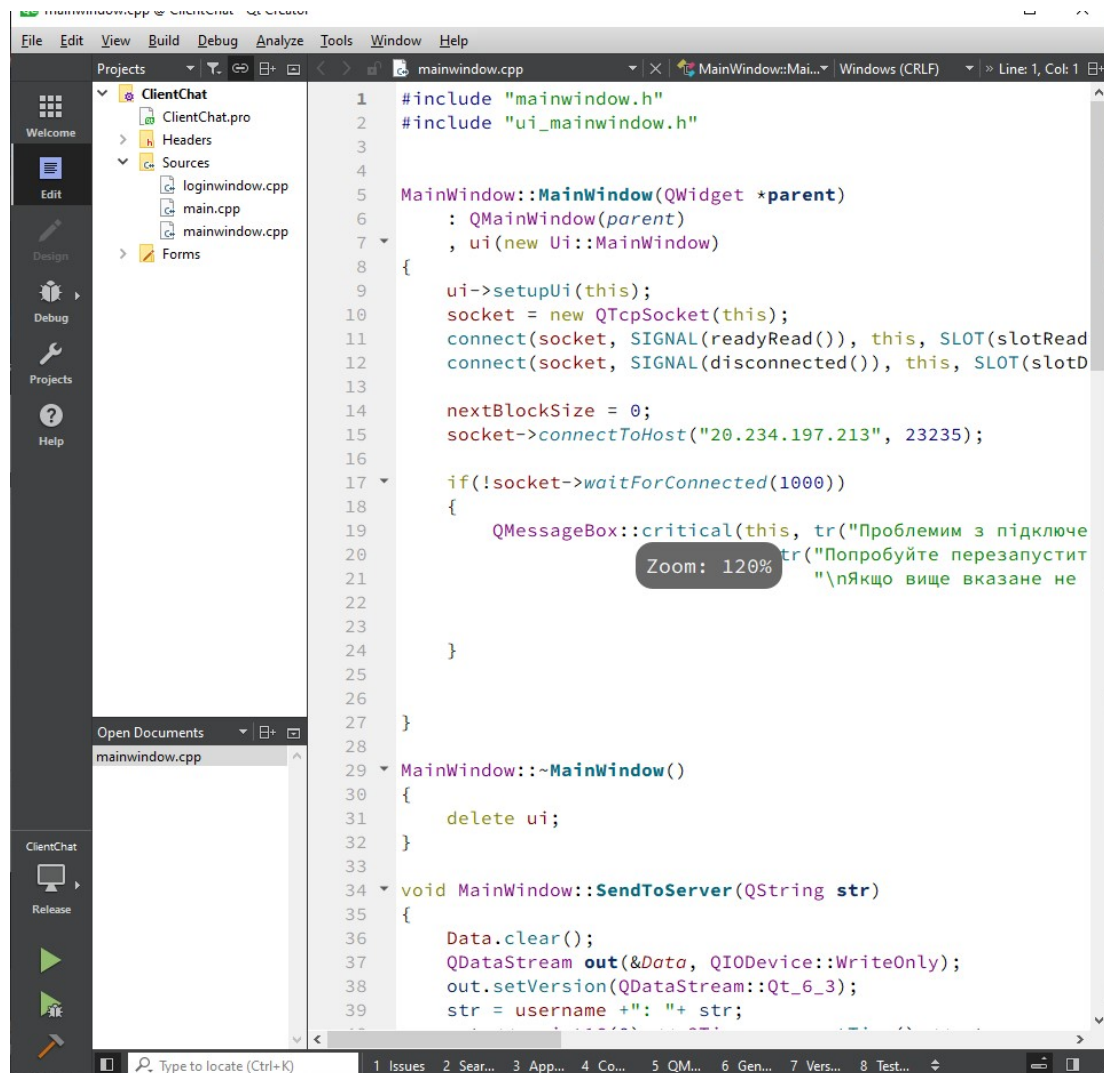 mainwindow.cpp @ ClientChat - Qt Creator
File Edit View Build Debug Analyze Tools Window Help
Projects mainwindow.cpp MainWindow::Mai... Windows (CRLF) » Line: 1, Col: 1
Welcome
Edit
Design
Debug
Projects
Help
ClientChat
ClientChat.pro
Headers
Sources
loginwindow.cpp
main.cpp
mainwindow.cpp
Forms
Open Documents
mainwindow.cpp
ClientChat
Release
1 #include "mainwindow.h"
2 #include "ui_mainwindow.h"
3
4
5 MainWindow::MainWindow(QWidget *parent)
6 : QMainWindow(parent)
7 , ui(new Ui::MainWindow)
8 {
9 ui->setupUi(this);
10 socket = new QTcpSocket(this);
11 connect(socket, SIGNAL(readyRead()), this, SLOT(slotRead
12 connect(socket, SIGNAL(disconnected()), this, SLOT(slotD
13
14 nextBlockSize = 0;
15 socket->connectToHost("20.234.197.213", 23235);
16
17 if(!socket->waitForConnected(1000))
18 {
19 QMessageBox::critical(this, tr("Проблемим з підключе
20 tr("Попробуйте перезапустит
21 "\nЯкщо вище вказане не
Zoom: 120%
22
23
24 }
25
26
27 }
28
29 MainWindow::~MainWindow()
30 {
31 delete ui;
32 }
33
34 void MainWindow::SendToServer(QString str)
35 {
36 Data.clear();
37 QDataStream out(&Data, QIODevice::WriteOnly);
38 out.setVersion(QDataStream::Qt_6_3);
39 str = username +": "+ str;
Type to locate (Ctrl+K) 1 Issues 2 Sear... 3 App... 4 Co... 5 QM... 6 Gen... 7 Vers... 8 Test...